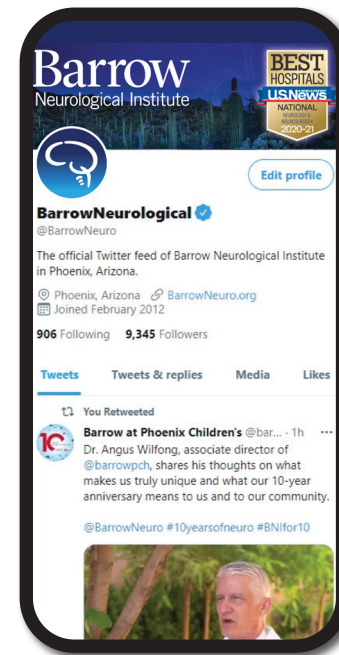 Barrow
Neurological Institute
BEST
HOSPITALS
U.S.News
NATIONAL
NEUROLOGY &
NEUROSURGERY
2020-21
Edit profile
BarrowNeurological
@BarrowNeuro
The official Twitter feed of Barrow Neurological Institute
in Phoenix, Arizona.
Phoenix, Arizona BarrowNeuro.org
Joined February 2012
906 Following 9,345 Followers
Tweets Tweets & replies Media Likes
You Retweeted
10
Barrow at Phoenix Children's @bar... · 1h ...
Dr. Angus Wilfong, associate director of
@barrowpch, shares his thoughts on what
makes us truly unique and what our 10-year
anniversary means to us and to our community.
@BarrowNeuro #10yearsofneuro #BNIfor10